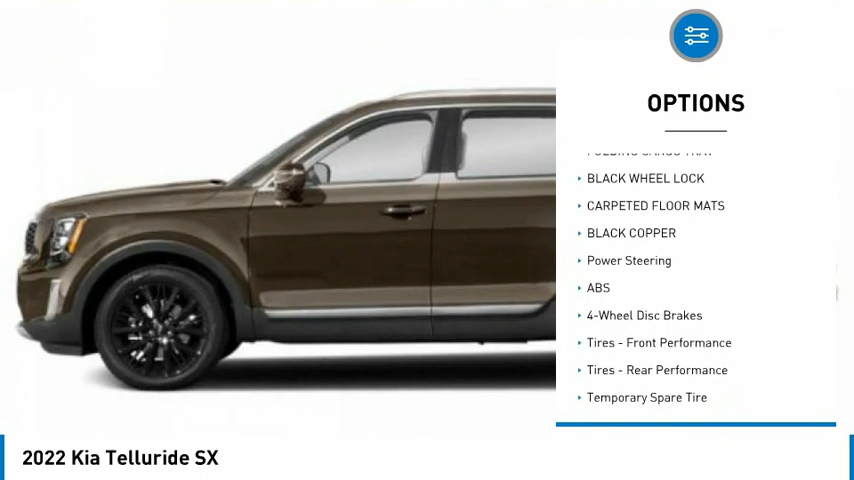 OPTIONS
BLACK WHEEL LOCK
CARPETED FLOOR MATS
BLACK COPPER
Power Steering
ABS
4-Wheel Disc Brakes
Tires - Front Performance
Tires - Rear Performance
Temporary Spare Tire
2022 Kia Telluride SX